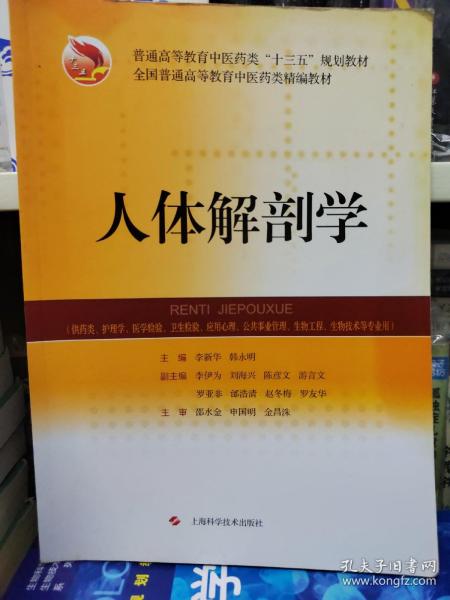 十三五
普通高等教育中医药类“十三五”规划教材
全国普通高等教育中医药类精编教材
人体解剖学
RENTI JIEPOUXUE
(供药类、护理学、医学检验、卫生检验、应用心理、公共事业管理、生物工程、生物技术等专业用)
主 编 李新华 韩永明
副主编 李伊为 刘海兴 陈彦文 游言文
罗亚非 邰浩清 赵冬梅 罗友华
主 审 邵水金 申国明 金昌洙
上海科学技术出版社
孔夫子旧书网
www.kongfz.com